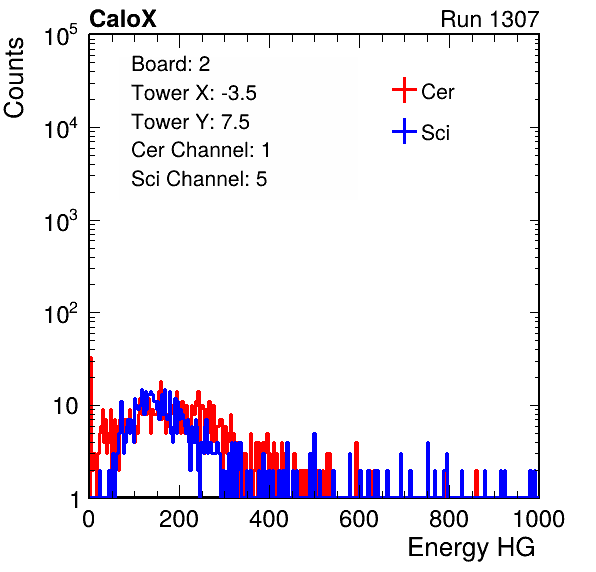 CaloX Run 1307
Counts
Board: 2
Tower X: -3.5
Tower Y: 7.5
Cer Channel: 1
Sci Channel: 5
Cer
Sci
10^5
10^4
10^3
10^2
10
1
0 200 400 600 800 1000
Energy HG